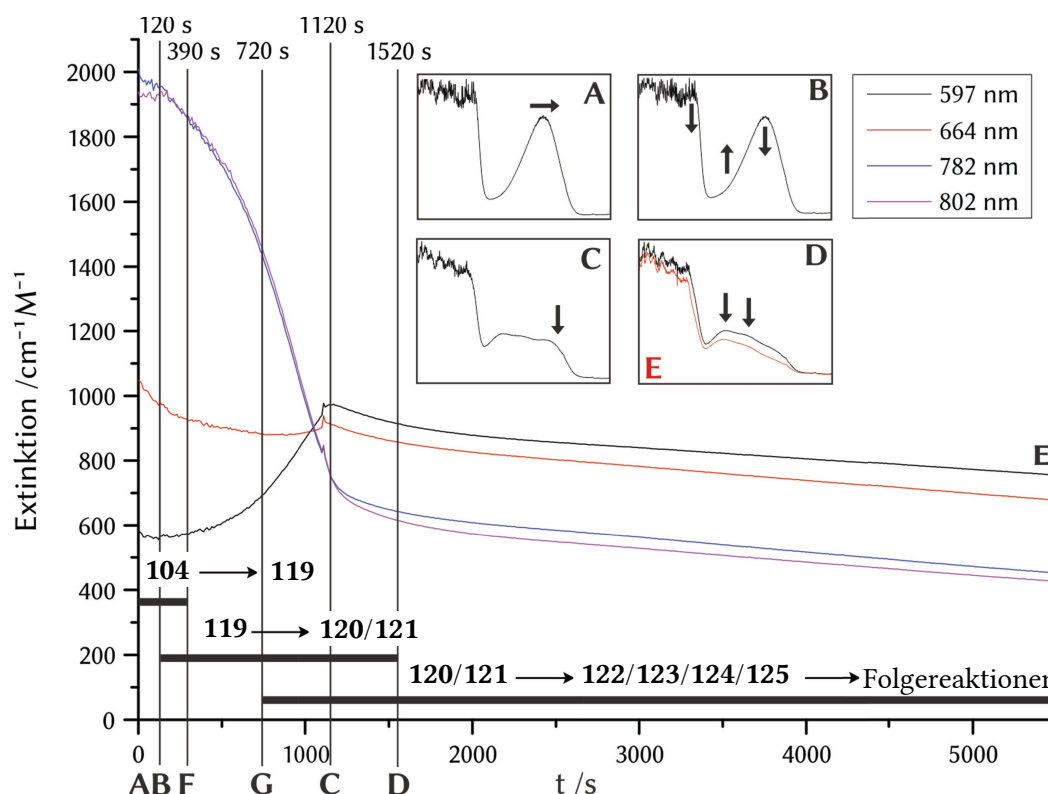 120 s
1120 s
390 s
720 s
1520 s
2000
1800
1600
1400
1200
1000
800
600
400
200
0
Extinktion /cm⁻¹M⁻¹
A
B
C
D
E
597 nm
664 nm
782 nm
802 nm
E
104 → 119
119 → 120/121
120/121 → 122/123/124/125 → Folgereaktionen
0 1000 2000 3000 4000 5000
A B F G C D t /s